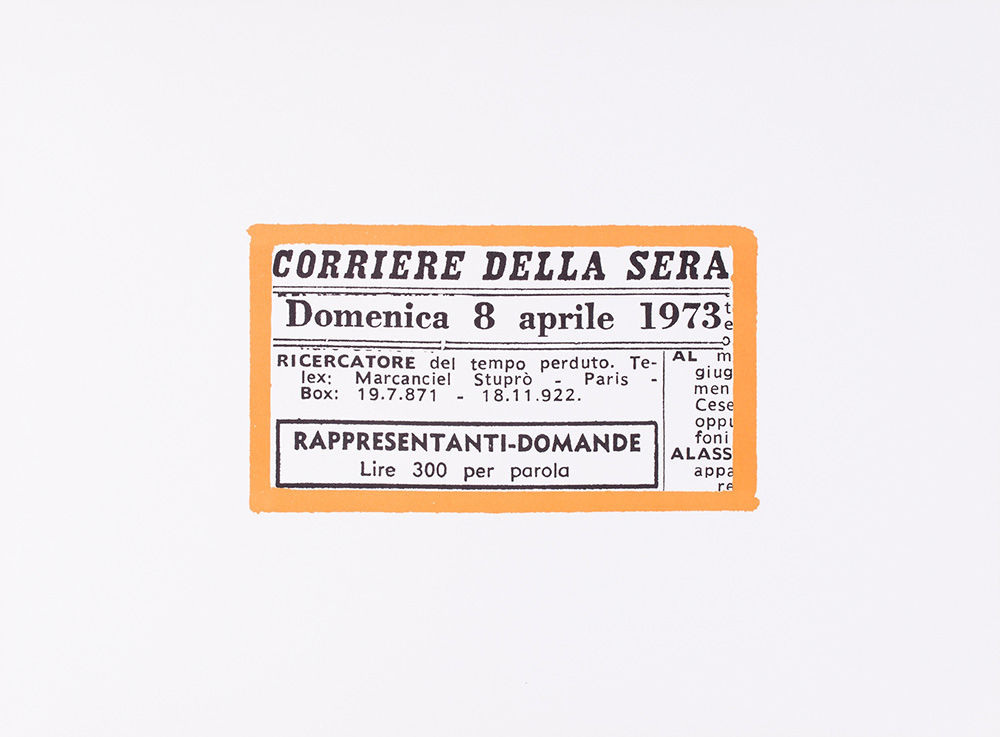 CORRIERE DELLA SERA
Domenica 8 aprile 1973
RICERCATORE del tempo perduto. Te-
lex: Marcanciel Stuprò - Paris -
Box: 19.7.871 - 18.11.922.
RAPPRESENTANTI-DOMANDE
Lire 300 per parola
te
AL m
giug
men
Cese
oppu
foni
ALASS
appa
re